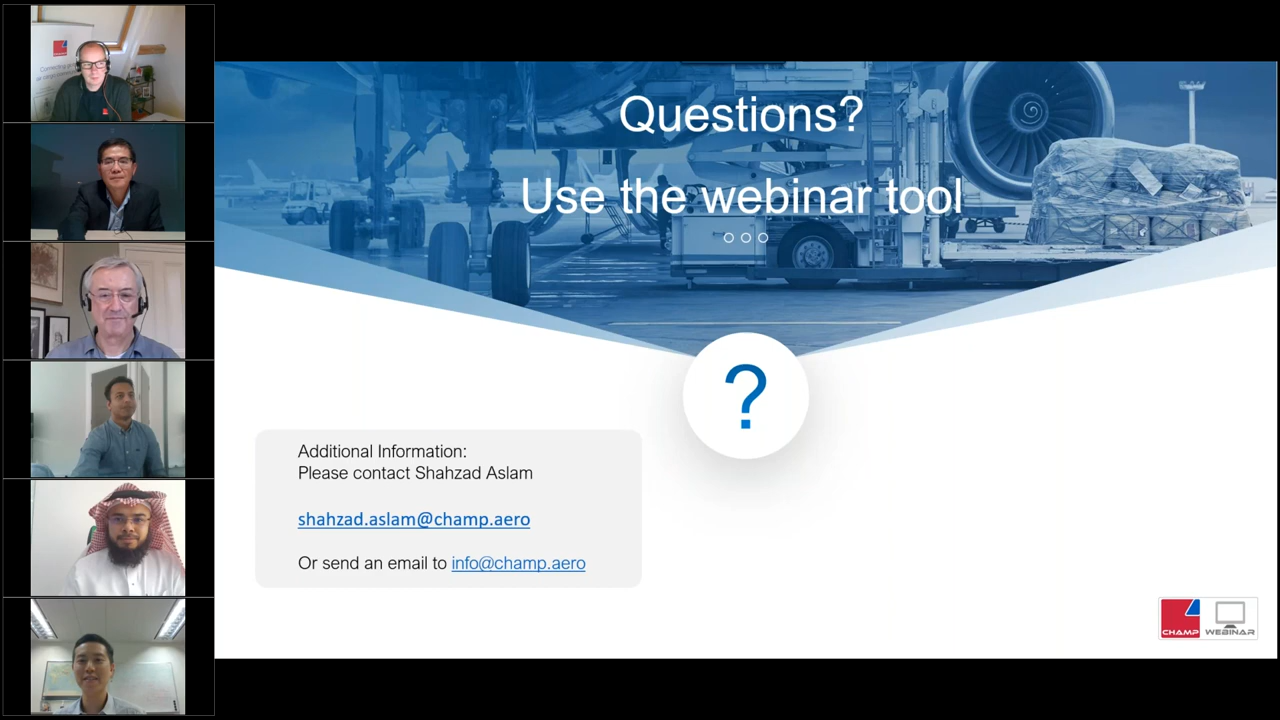 Questions?
Use the webinar tool
?
Additional Information:
Please contact Shahzad Aslam
shahzad.aslam@champ.aero
Or send an email to info@champ.aero
CHAMP WEBINAR